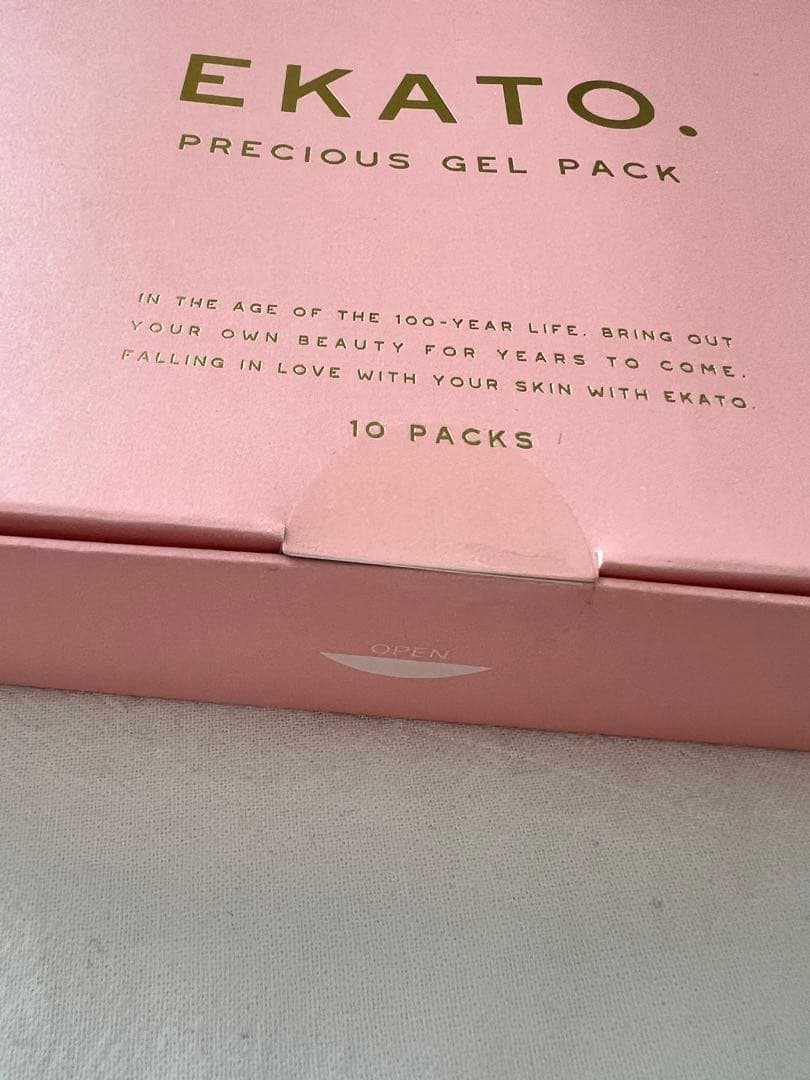 EKATO.
PRECIOUS GEL PACK
IN THE AGE OF THE 100-YEAR LIFE. BRING OUT
YOUR OWN BEAUTY FOR YEARS TO COME.
FALLING IN LOVE WITH YOUR SKIN WITH EKATO.
10 PACKS
OPEN